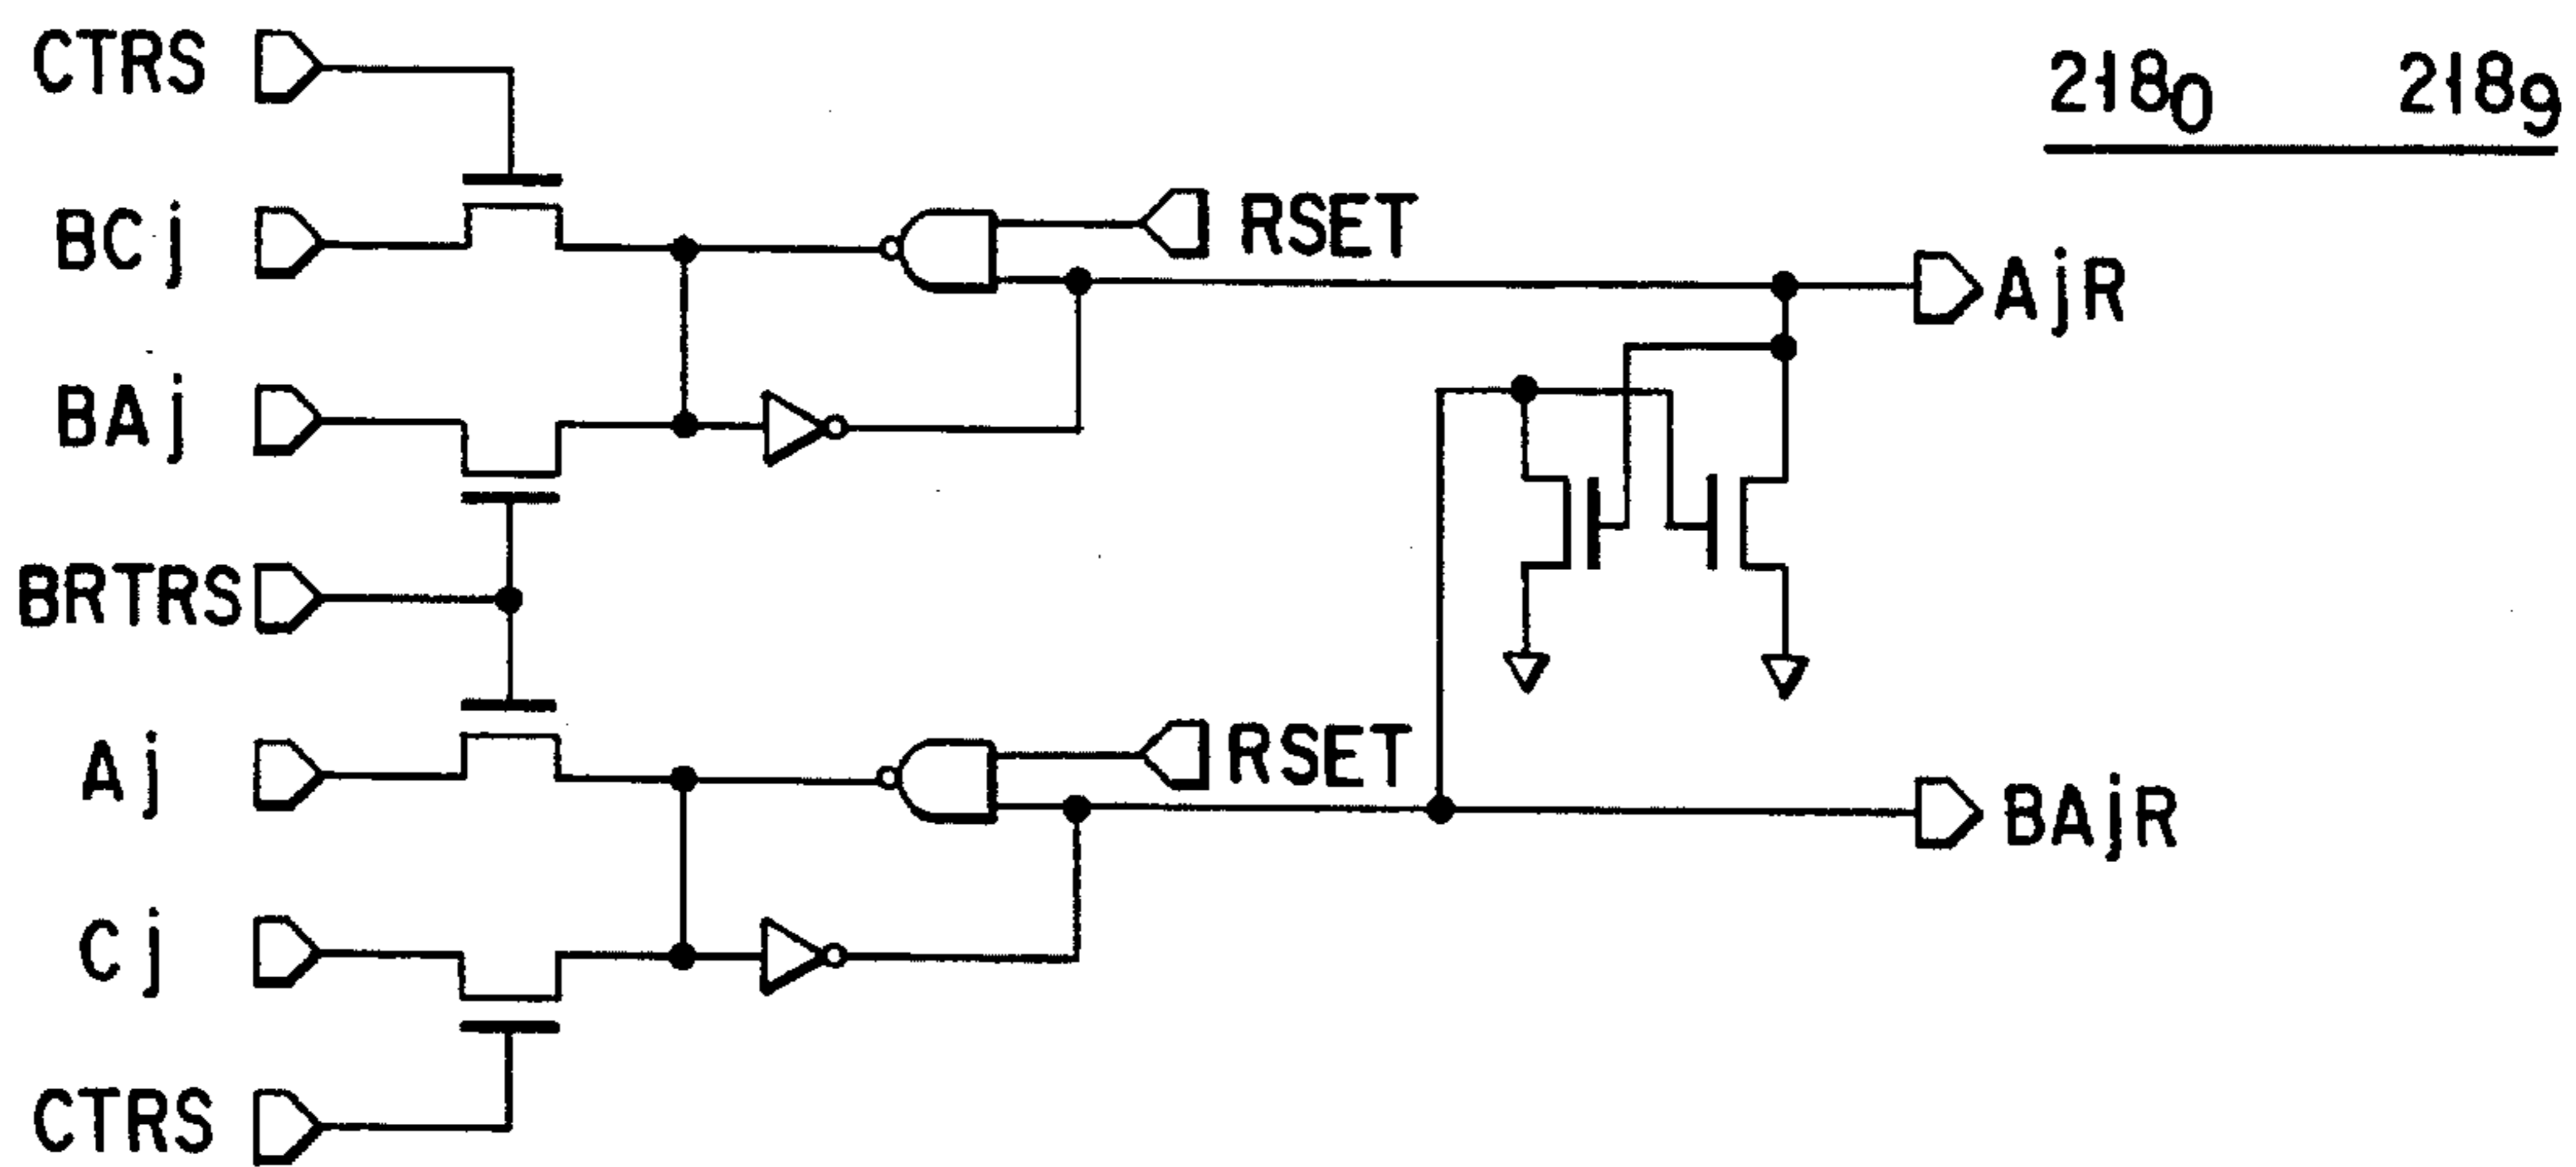 CTRS
218₀ 218₉
BCj
RSET
AjR
BAj
BRTRS
Aj
RSET
BAjR
Cj
CTRS